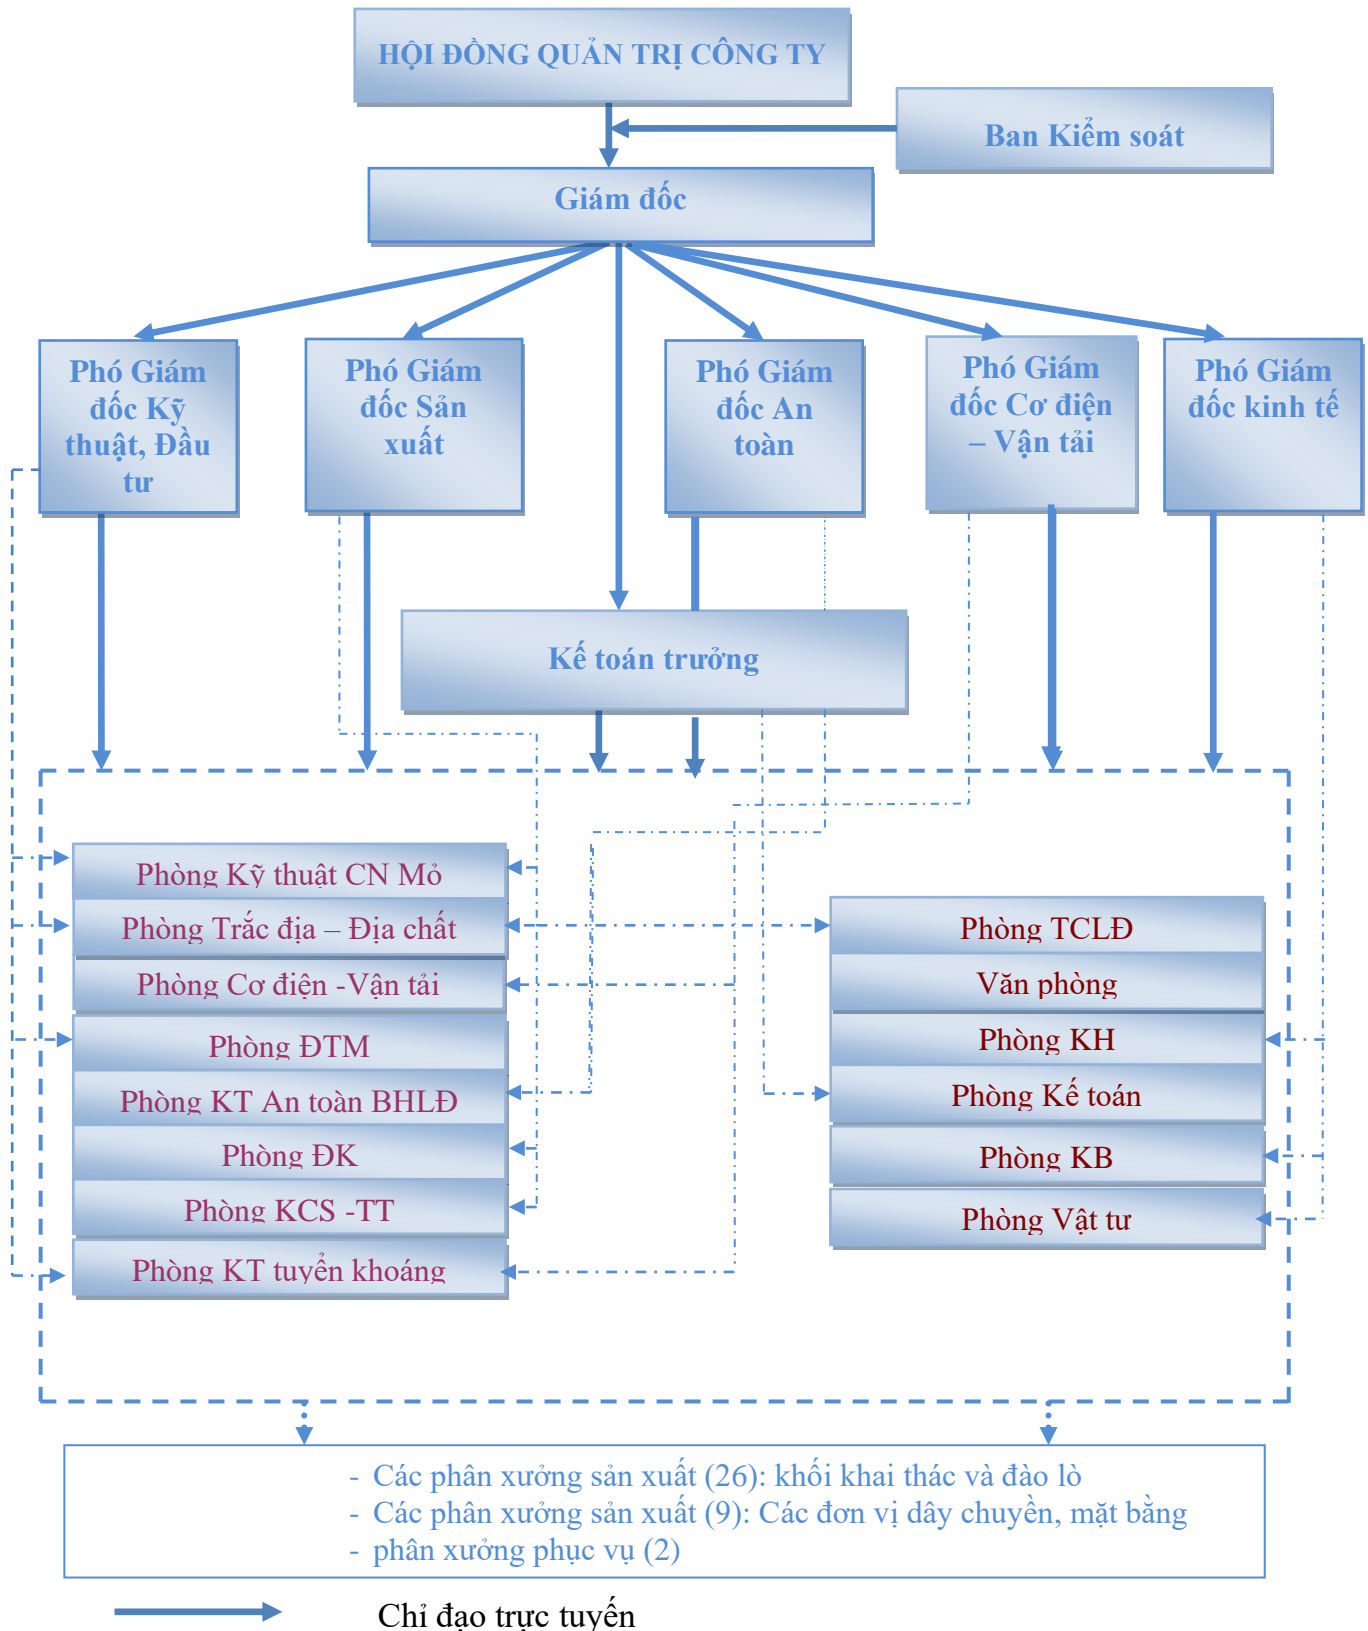 HỘI ĐỒNG QUẢN TRỊ CÔNG TY
Ban Kiểm soát
Giám đốc
Phó Giám
đốc Kỹ
thuật, Đầu
tư
Phó Giám
đốc Sản
xuất
Phó Giám
đốc An
toàn
Phó Giám
đốc Cơ điện
– Vận tải
Phó Giám
đốc kinh tế
Kế toán trưởng
Phòng Kỹ thuật CN Mỏ
Phòng Trắc địa – Địa chất
Phòng Cơ điện -Vận tải
Phòng ĐTM
Phòng KT An toàn BHLĐ
Phòng ĐK
Phòng KCS -TT
Phòng KT tuyển khoáng
Phòng TCLĐ
Văn phòng
Phòng KH
Phòng Kế toán
Phòng KB
Phòng Vật tư
- Các phân xưởng sản xuất (26): khối khai thác và đào lò
- Các phân xưởng sản xuất (9): Các đơn vị dây chuyền, mặt bằng
- phân xưởng phục vụ (2)
Chỉ đạo trực tuyến